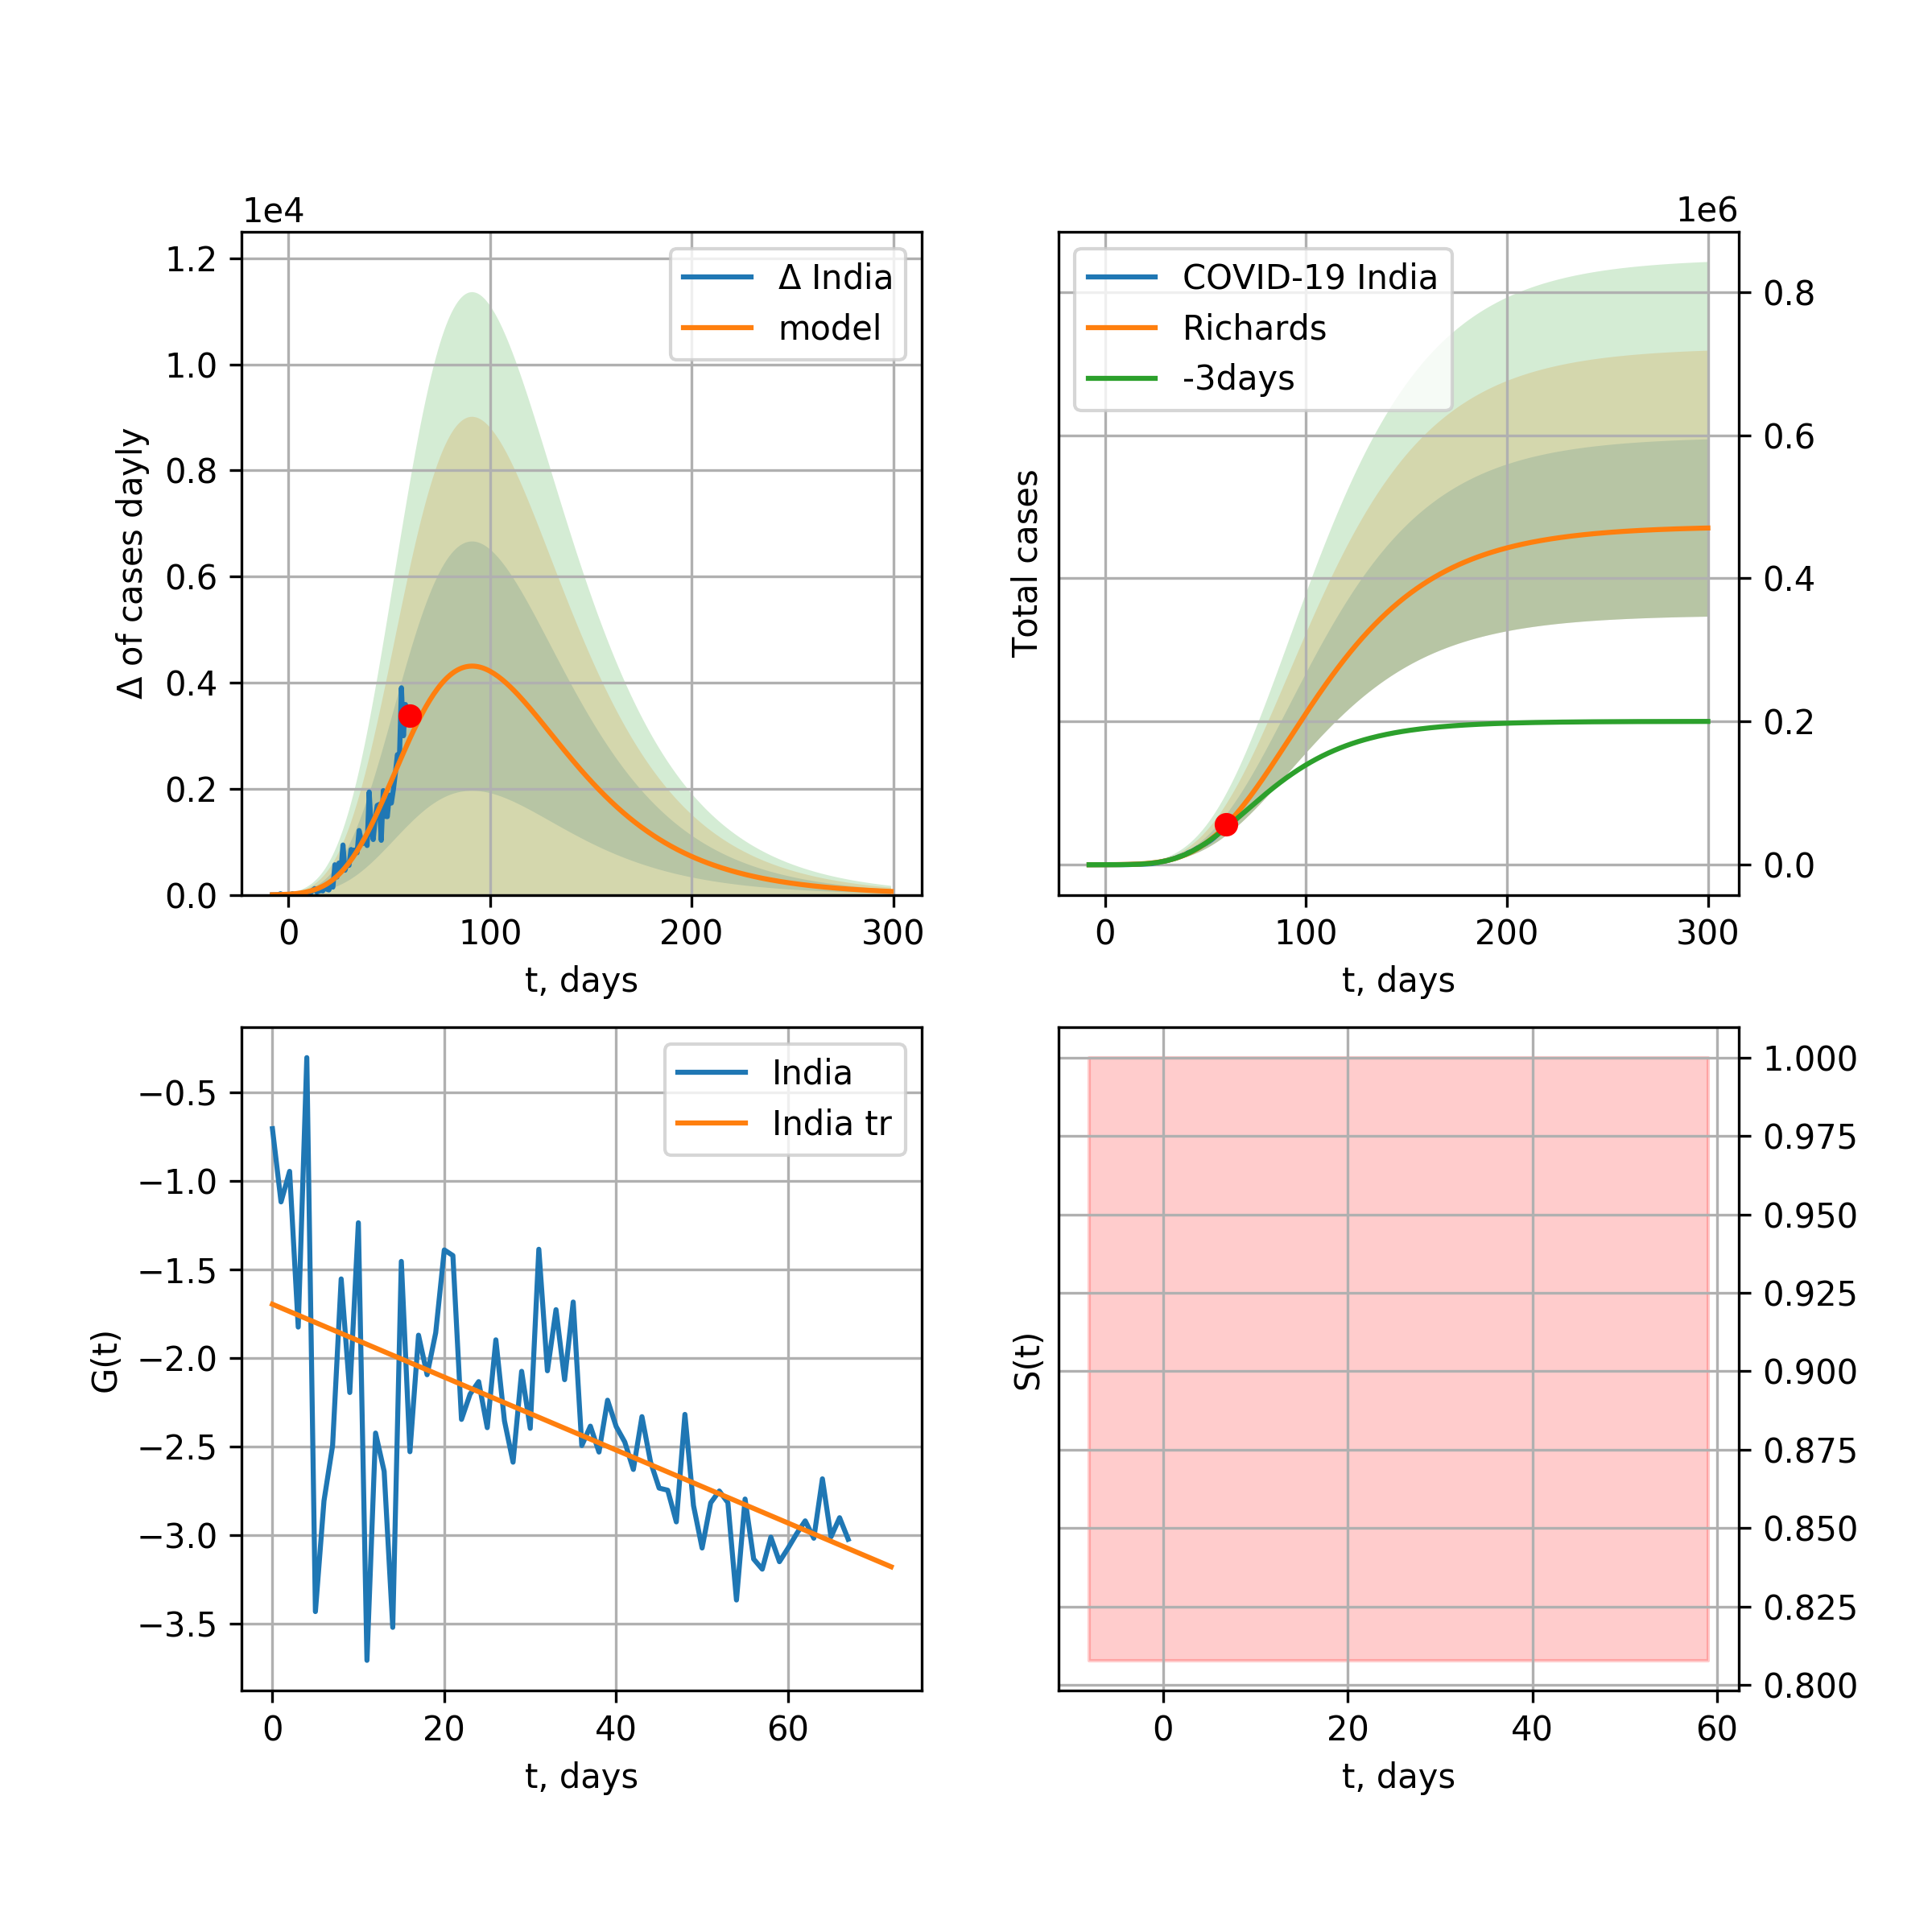 1e4
1.2
1.0
0.8
0.6
0.4
0.2
0.0
Δ of cases dayly
Δ India
model
0 100 200 300
t, days
1e6
COVID-19 India
Richards
-3days
Total cases
0.8
0.6
0.4
0.2
0.0
0 100 200 300
t, days
India
India tr
G(t)
−0.5
−1.0
−1.5
−2.0
−2.5
−3.0
−3.5
0 20 40 60
t, days
S(t)
1.000
0.975
0.950
0.925
0.900
0.875
0.850
0.825
0.800
0 20 40 60
t, days